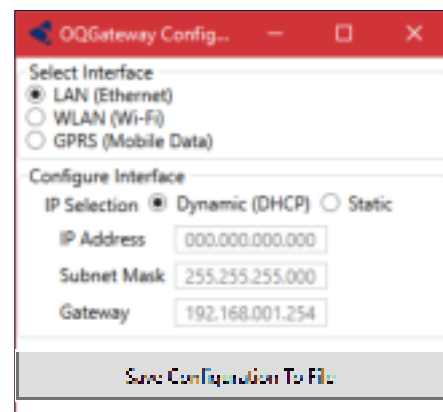 OQGateway Config...
Select Interface
LAN (Ethernet)
WLAN (Wi-Fi)
GPRS (Mobile Data)
Configure Interface
IP Selection Dynamic (DHCP) Static
IP Address 000.000.000.000
Subnet Mask 255.255.255.000
Gateway 192.168.001.254
Save Configuration To File